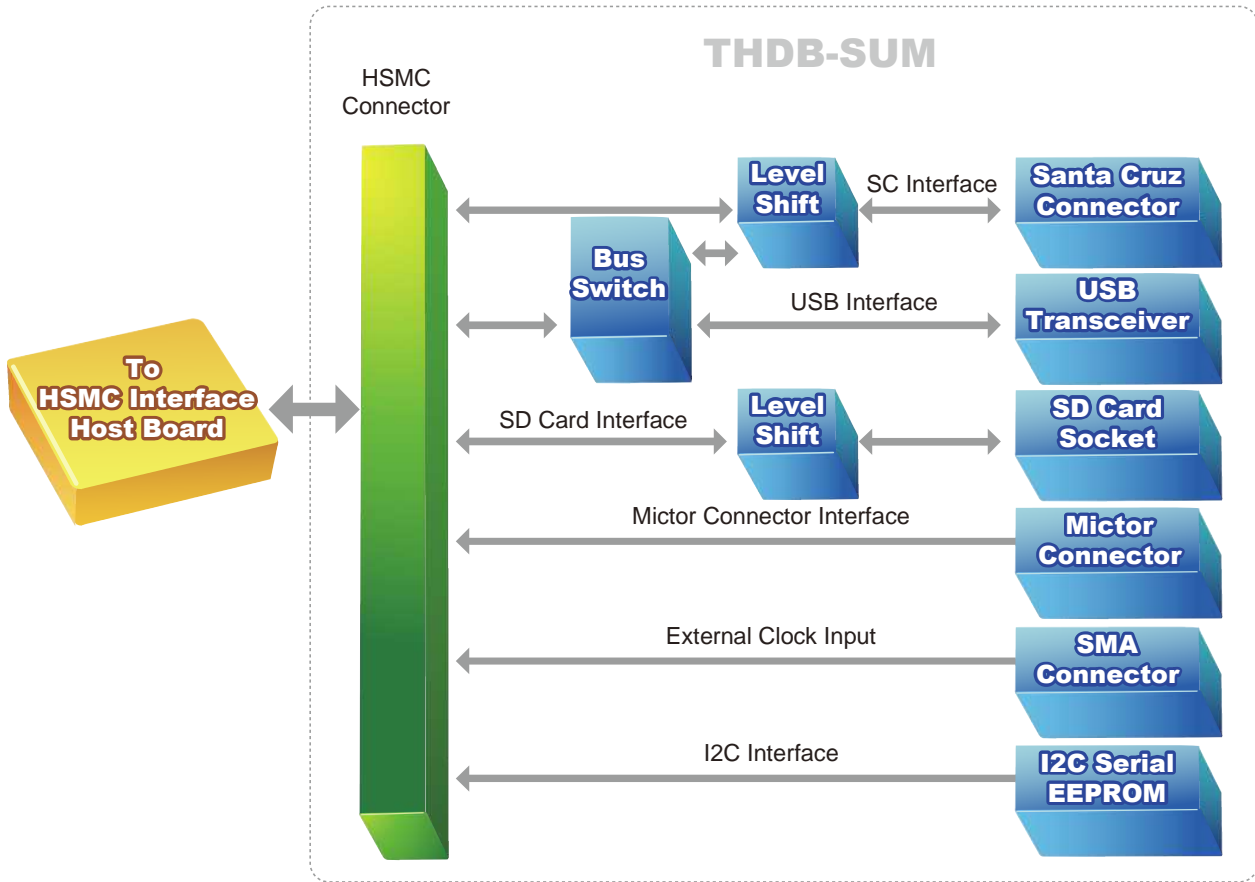 THDB-SUM
HSMC
Connector
Level
Shift
SC Interface
Santa Cruz
Connector
Bus
Switch
USB Interface
USB
Transceiver
To
HSMC Interface
Host Board
SD Card Interface
Level
Shift
SD Card
Socket
Mictor Connector Interface
Mictor
Connector
External Clock Input
SMA
Connector
I2C Interface
I2C Serial
EEPROM